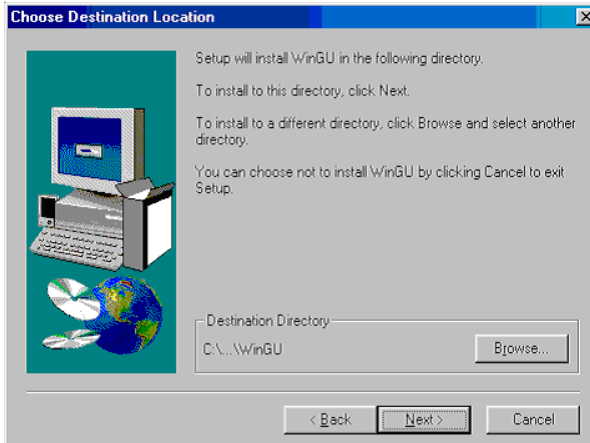 Choose Destination Location
Setup will install WinGU in the following directory.
To install to this directory, click Next.
To install to a different directory, click Browse and select another
directory.
You can choose not to install WinGU by clicking Cancel to exit
Setup.
Destination Directory
C:\...\WinGU
Browse...
< Back
Next >
Cancel